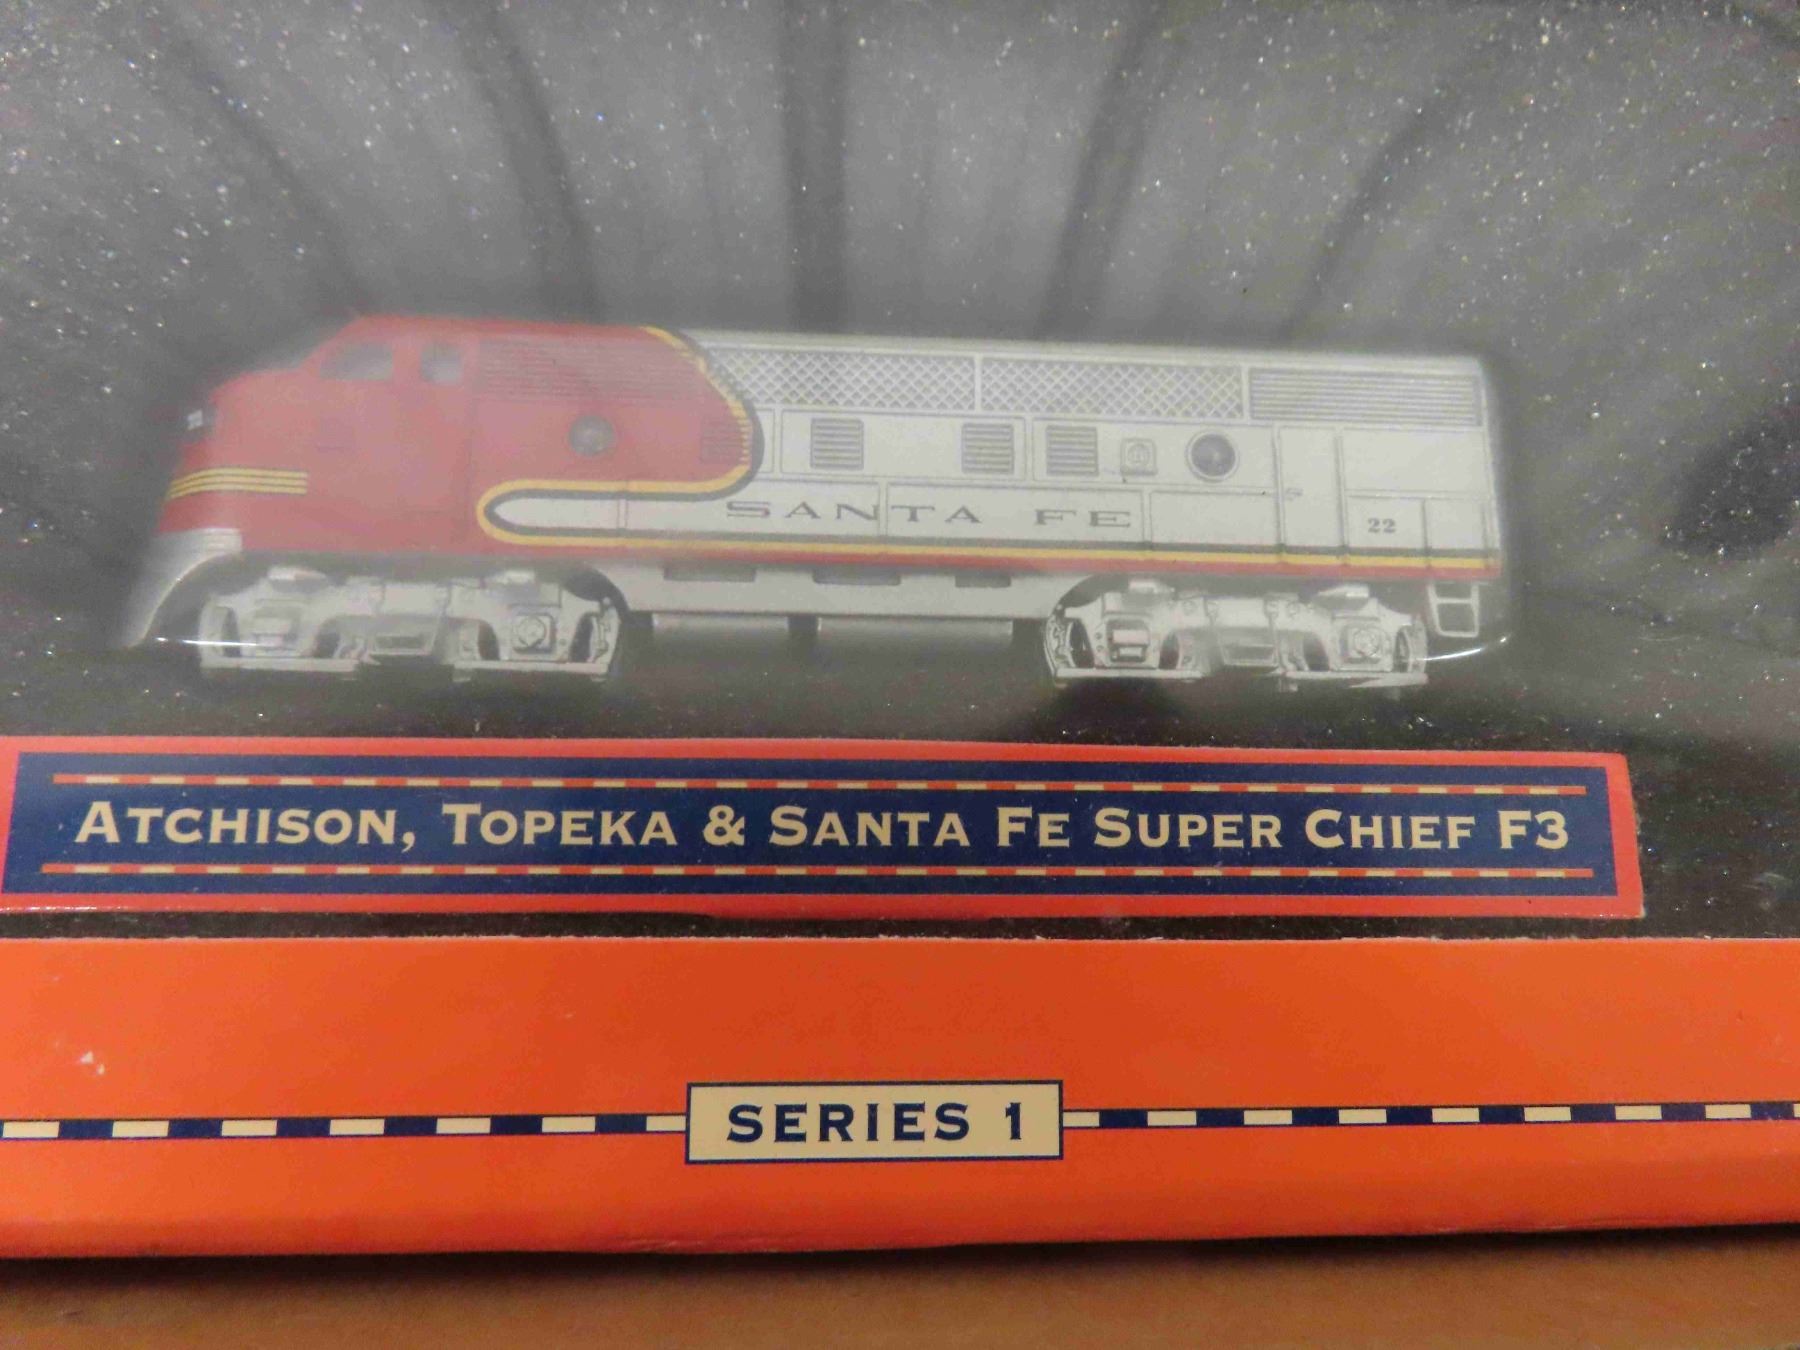 SANTA FE
22
ATCHISON, TOPEKA & SANTA FE SUPER CHIEF F3
SERIES 1